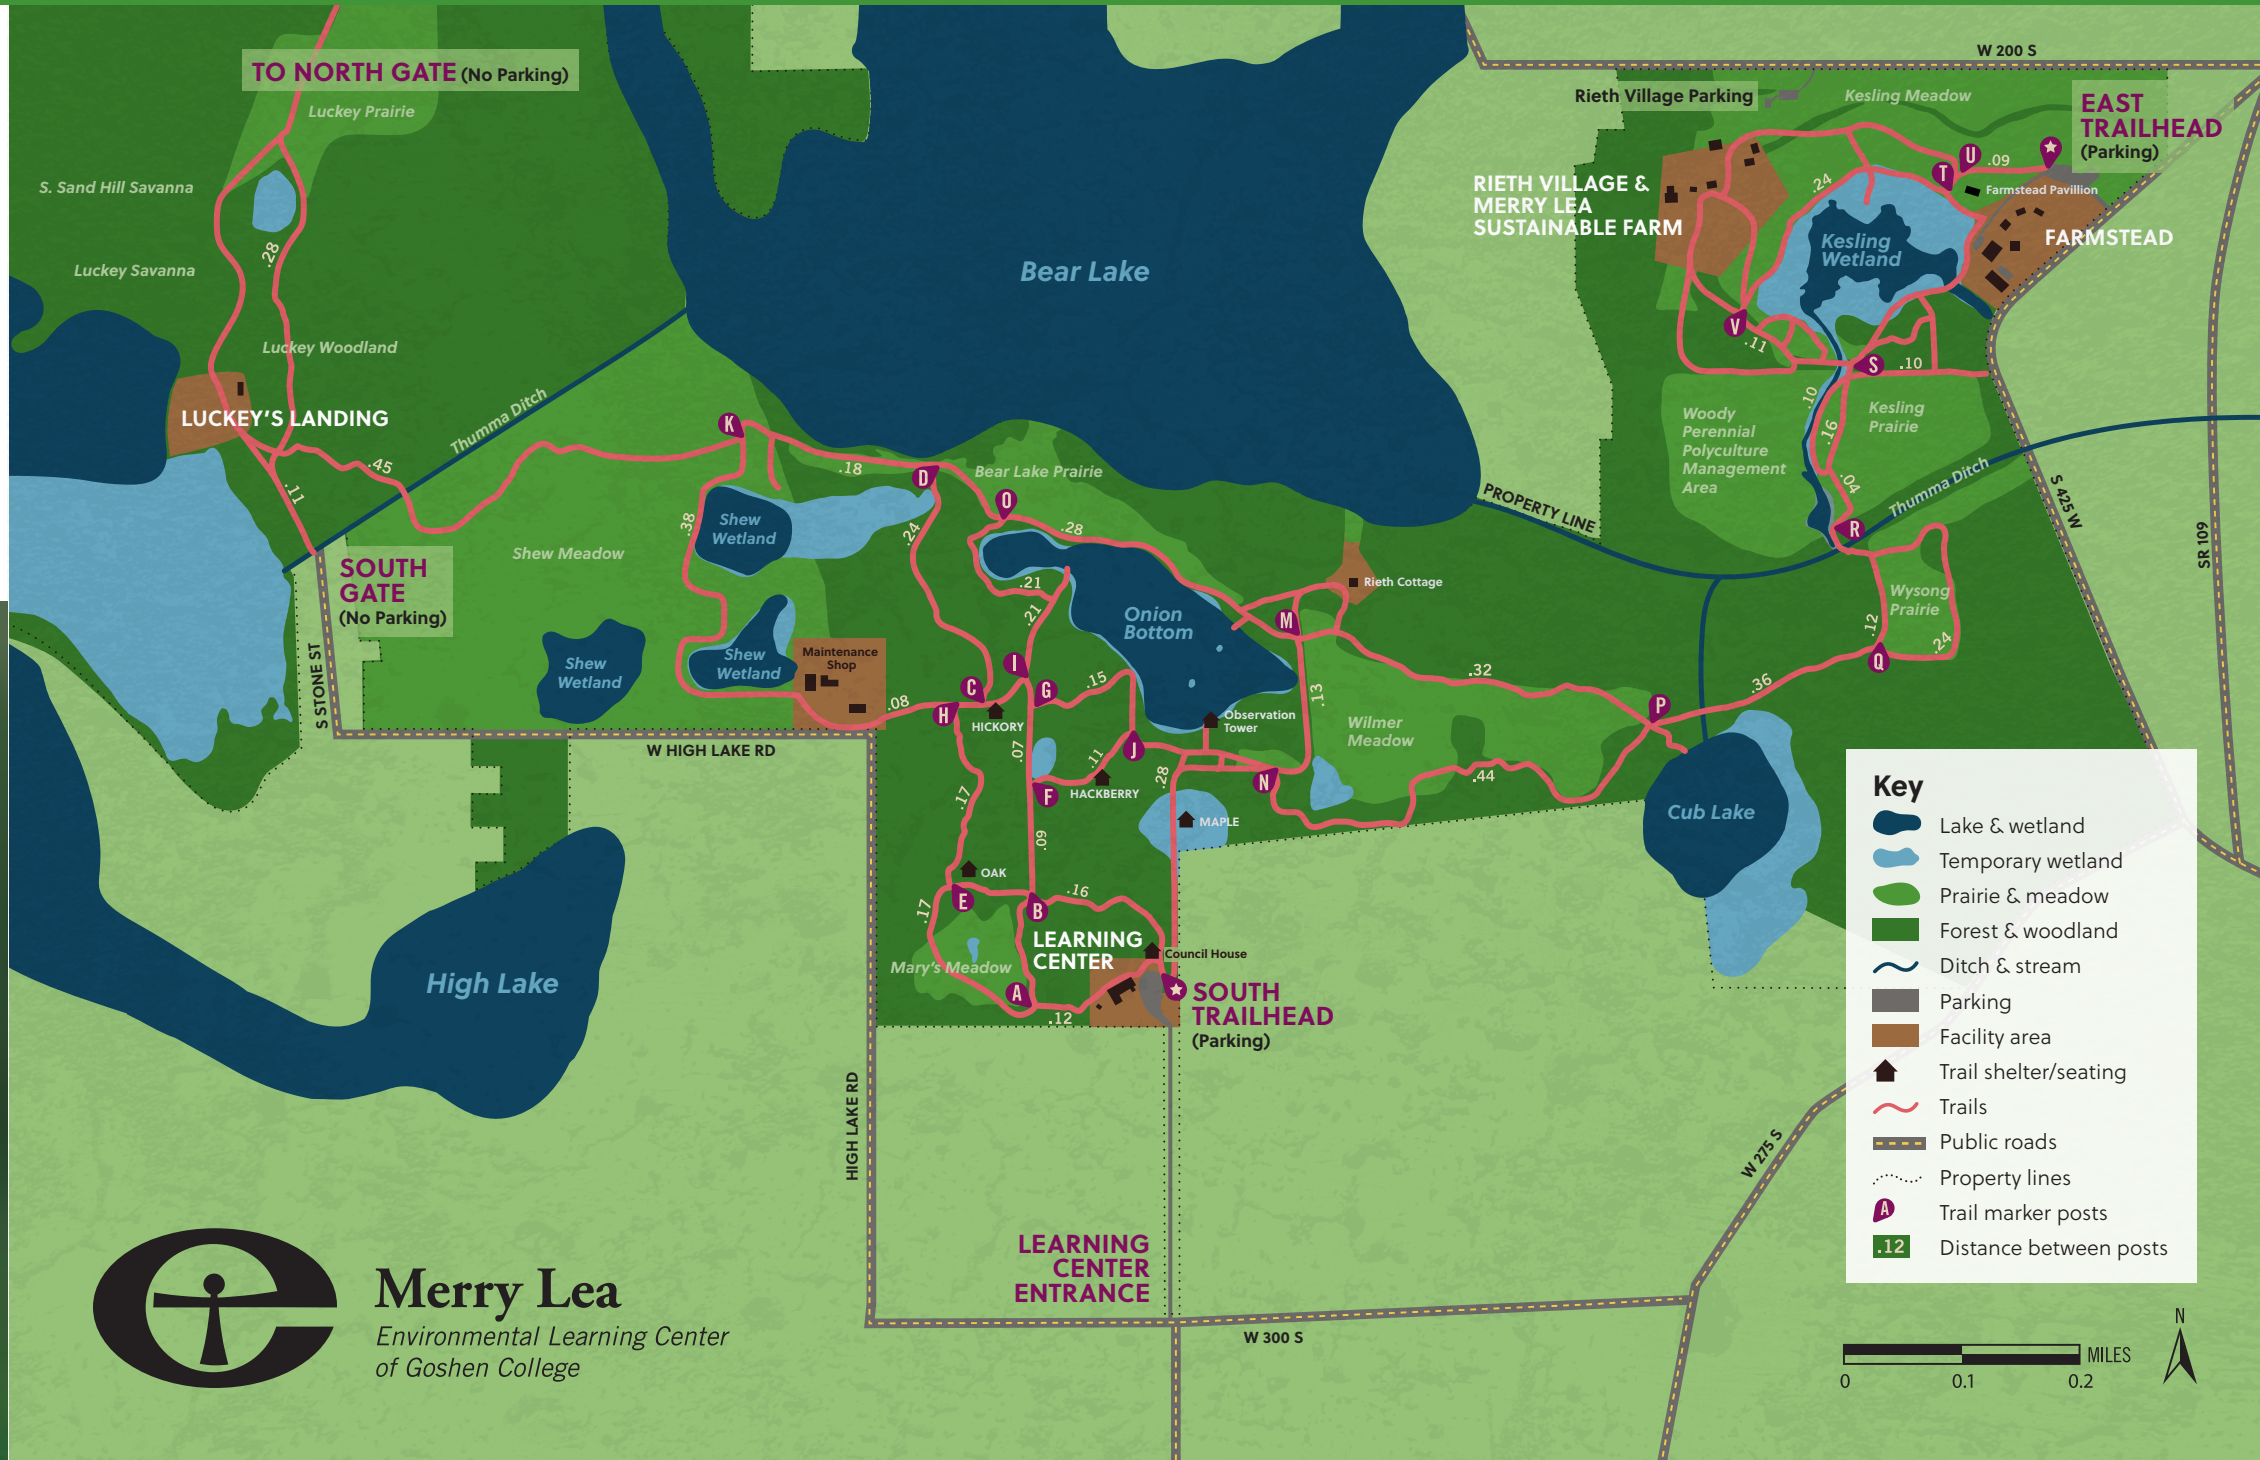 TO NORTH GATE (No Parking)
Luckey Prairie
S. Sand Hill Savanna
Luckey Savanna
.28
Luckey Woodland
LUCKEY'S LANDING
.45
.11
Thumma Ditch
SOUTH
GATE
(No Parking)
S STONE ST
Shew Meadow
K
.18
.38
Shew
Wetland
Shew
Wetland
Shew
Wetland
Maintenance
Shop
.08
W HIGH LAKE RD
Bear Lake
D
Bear Lake Prairie
O
.28
.24
.21
.21
Onion
Bottom
Rieth Cottage
M
I
C
G
.15
H
HICKORY
.07
J
.11
HACKBERRY
F
Observation
Tower
.13
Wilmer
Meadow
.28
N
MAPLE
.17
.09
OAK
E
.17
B
.16
LEARNING
CENTER
Council House
Mary's Meadow
A
.12
SOUTH
TRAILHEAD
(Parking)
High Lake
HIGH LAKE RD
.32
.44
P
.36
Cub Lake
W 200 S
Rieth Village Parking
Kesling Meadow
EAST
TRAILHEAD
(Parking)
U
.09
T
Farmstead Pavillion
RIETH VILLAGE &
MERRY LEA
SUSTAINABLE FARM
.24
Kesling
Wetland
FARMSTEAD
V
.11
S
.10
.10
Woody
Perennial
Polyculture
Management
Area
Kesling
Prairie
.16
.04
Thumma Ditch
R
PROPERTY LINE
S 425 W
SR 109
Wysong
Prairie
.12
.24
Q
Key
Lake & wetland
Temporary wetland
Prairie & meadow
Forest & woodland
Ditch & stream
Parking
Facility area
Trail shelter/seating
Trails
Public roads
Property lines
A Trail marker posts
.12 Distance between posts
W 275 S
LEARNING
CENTER
ENTRANCE
W 300 S
Merry Lea
Environmental Learning Center
of Goshen College
N
MILES
0 0.1 0.2